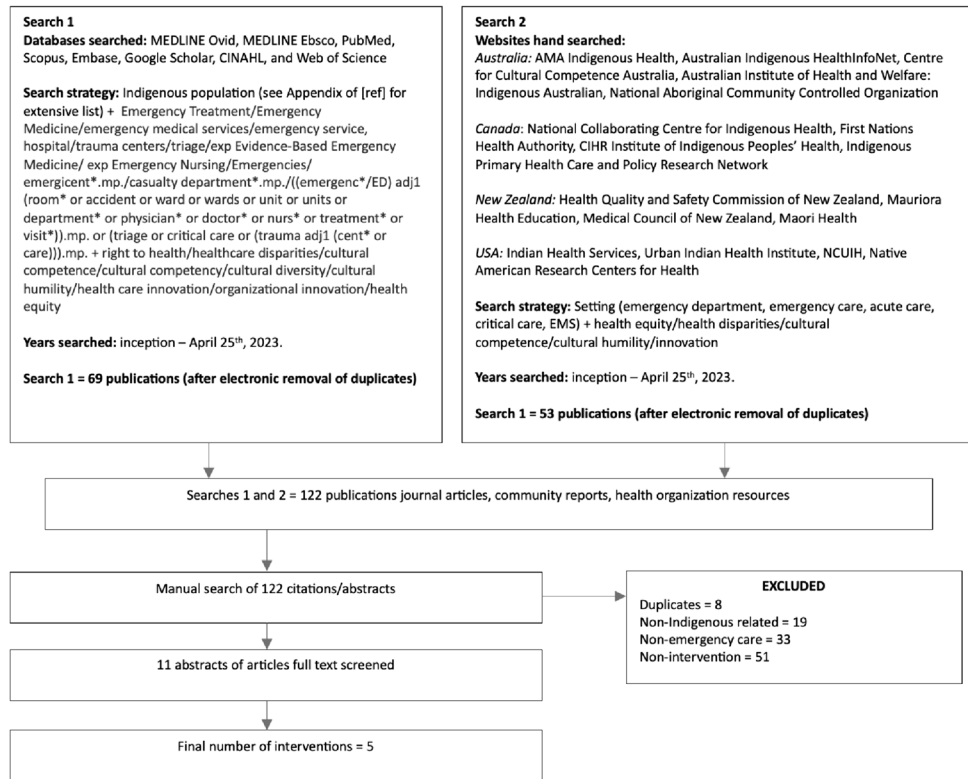 Search 1
Databases searched: MEDLINE Ovid, MEDLINE Ebsco, PubMed,
Scopus, Embase, Google Scholar, CINAHL, and Web of Science
Search strategy: Indigenous population (see Appendix of [ref] for
extensive list) + Emergency Treatment/Emergency
Medicine/emergency medical services/emergency service,
hospital/trauma centers/triage/exp Evidence-Based Emergency
Medicine/ exp Emergency Nursing/Emergencies/
emergicent*.mp./casualty department*.mp./((emergenc*/ED) adj1
(room* or accident or ward or wards or unit or units or
department* or physician* or doctor* or nurs* or treatment* or
visit*)).mp. or (triage or critical care or (trauma adj1 (cent* or
care))).mp. + right to health/healthcare disparities/cultural
competence/cultural competency/cultural diversity/cultural
humility/health care innovation/organizational innovation/health
equity
Years searched: inception – April 25th, 2023.
Search 1 = 69 publications (after electronic removal of duplicates)
Search 2
Websites hand searched:
Australia: AMA Indigenous Health, Australian Indigenous HealthInfoNet, Centre
for Cultural Competence Australia, Australian Institute of Health and Welfare:
Indigenous Australian, National Aboriginal Community Controlled Organization
Canada: National Collaborating Centre for Indigenous Health, First Nations
Health Authority, CIHR Institute of Indigenous Peoples' Health, Indigenous
Primary Health Care and Policy Research Network
New Zealand: Health Quality and Safety Commission of New Zealand, Mauriora
Health Education, Medical Council of New Zealand, Maori Health
USA: Indian Health Services, Urban Indian Health Institute, NCUIH, Native
American Research Centers for Health
Search strategy: Setting (emergency department, emergency care, acute care,
critical care, EMS) + health equity/health disparities/cultural
competence/cultural humility/innovation
Years searched: inception – April 25th, 2023.
Search 1 = 53 publications (after electronic removal of duplicates)
Searches 1 and 2 = 122 publications journal articles, community reports, health organization resources
Manual search of 122 citations/abstracts
EXCLUDED
Duplicates = 8
Non-Indigenous related = 19
Non-emergency care = 33
Non-intervention = 51
11 abstracts of articles full text screened
Final number of interventions = 5